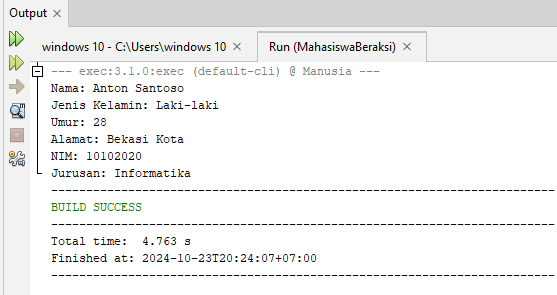 Output
windows 10 - C:\Users\windows 10
Run (MahasiswaBeraksi)
--- exec:3.1.0:exec (default-cli) @ Manusia ---
Nama: Anton Santoso
Jenis Kelamin: Laki-laki
Umur: 28
Alamat: Bekasi Kota
NIM: 10102020
Jurusan: Informatika
------------------------------------------------------------------------
BUILD SUCCESS
------------------------------------------------------------------------
Total time:  4.763 s
Finished at: 2024-10-23T20:24:07+07:00
------------------------------------------------------------------------